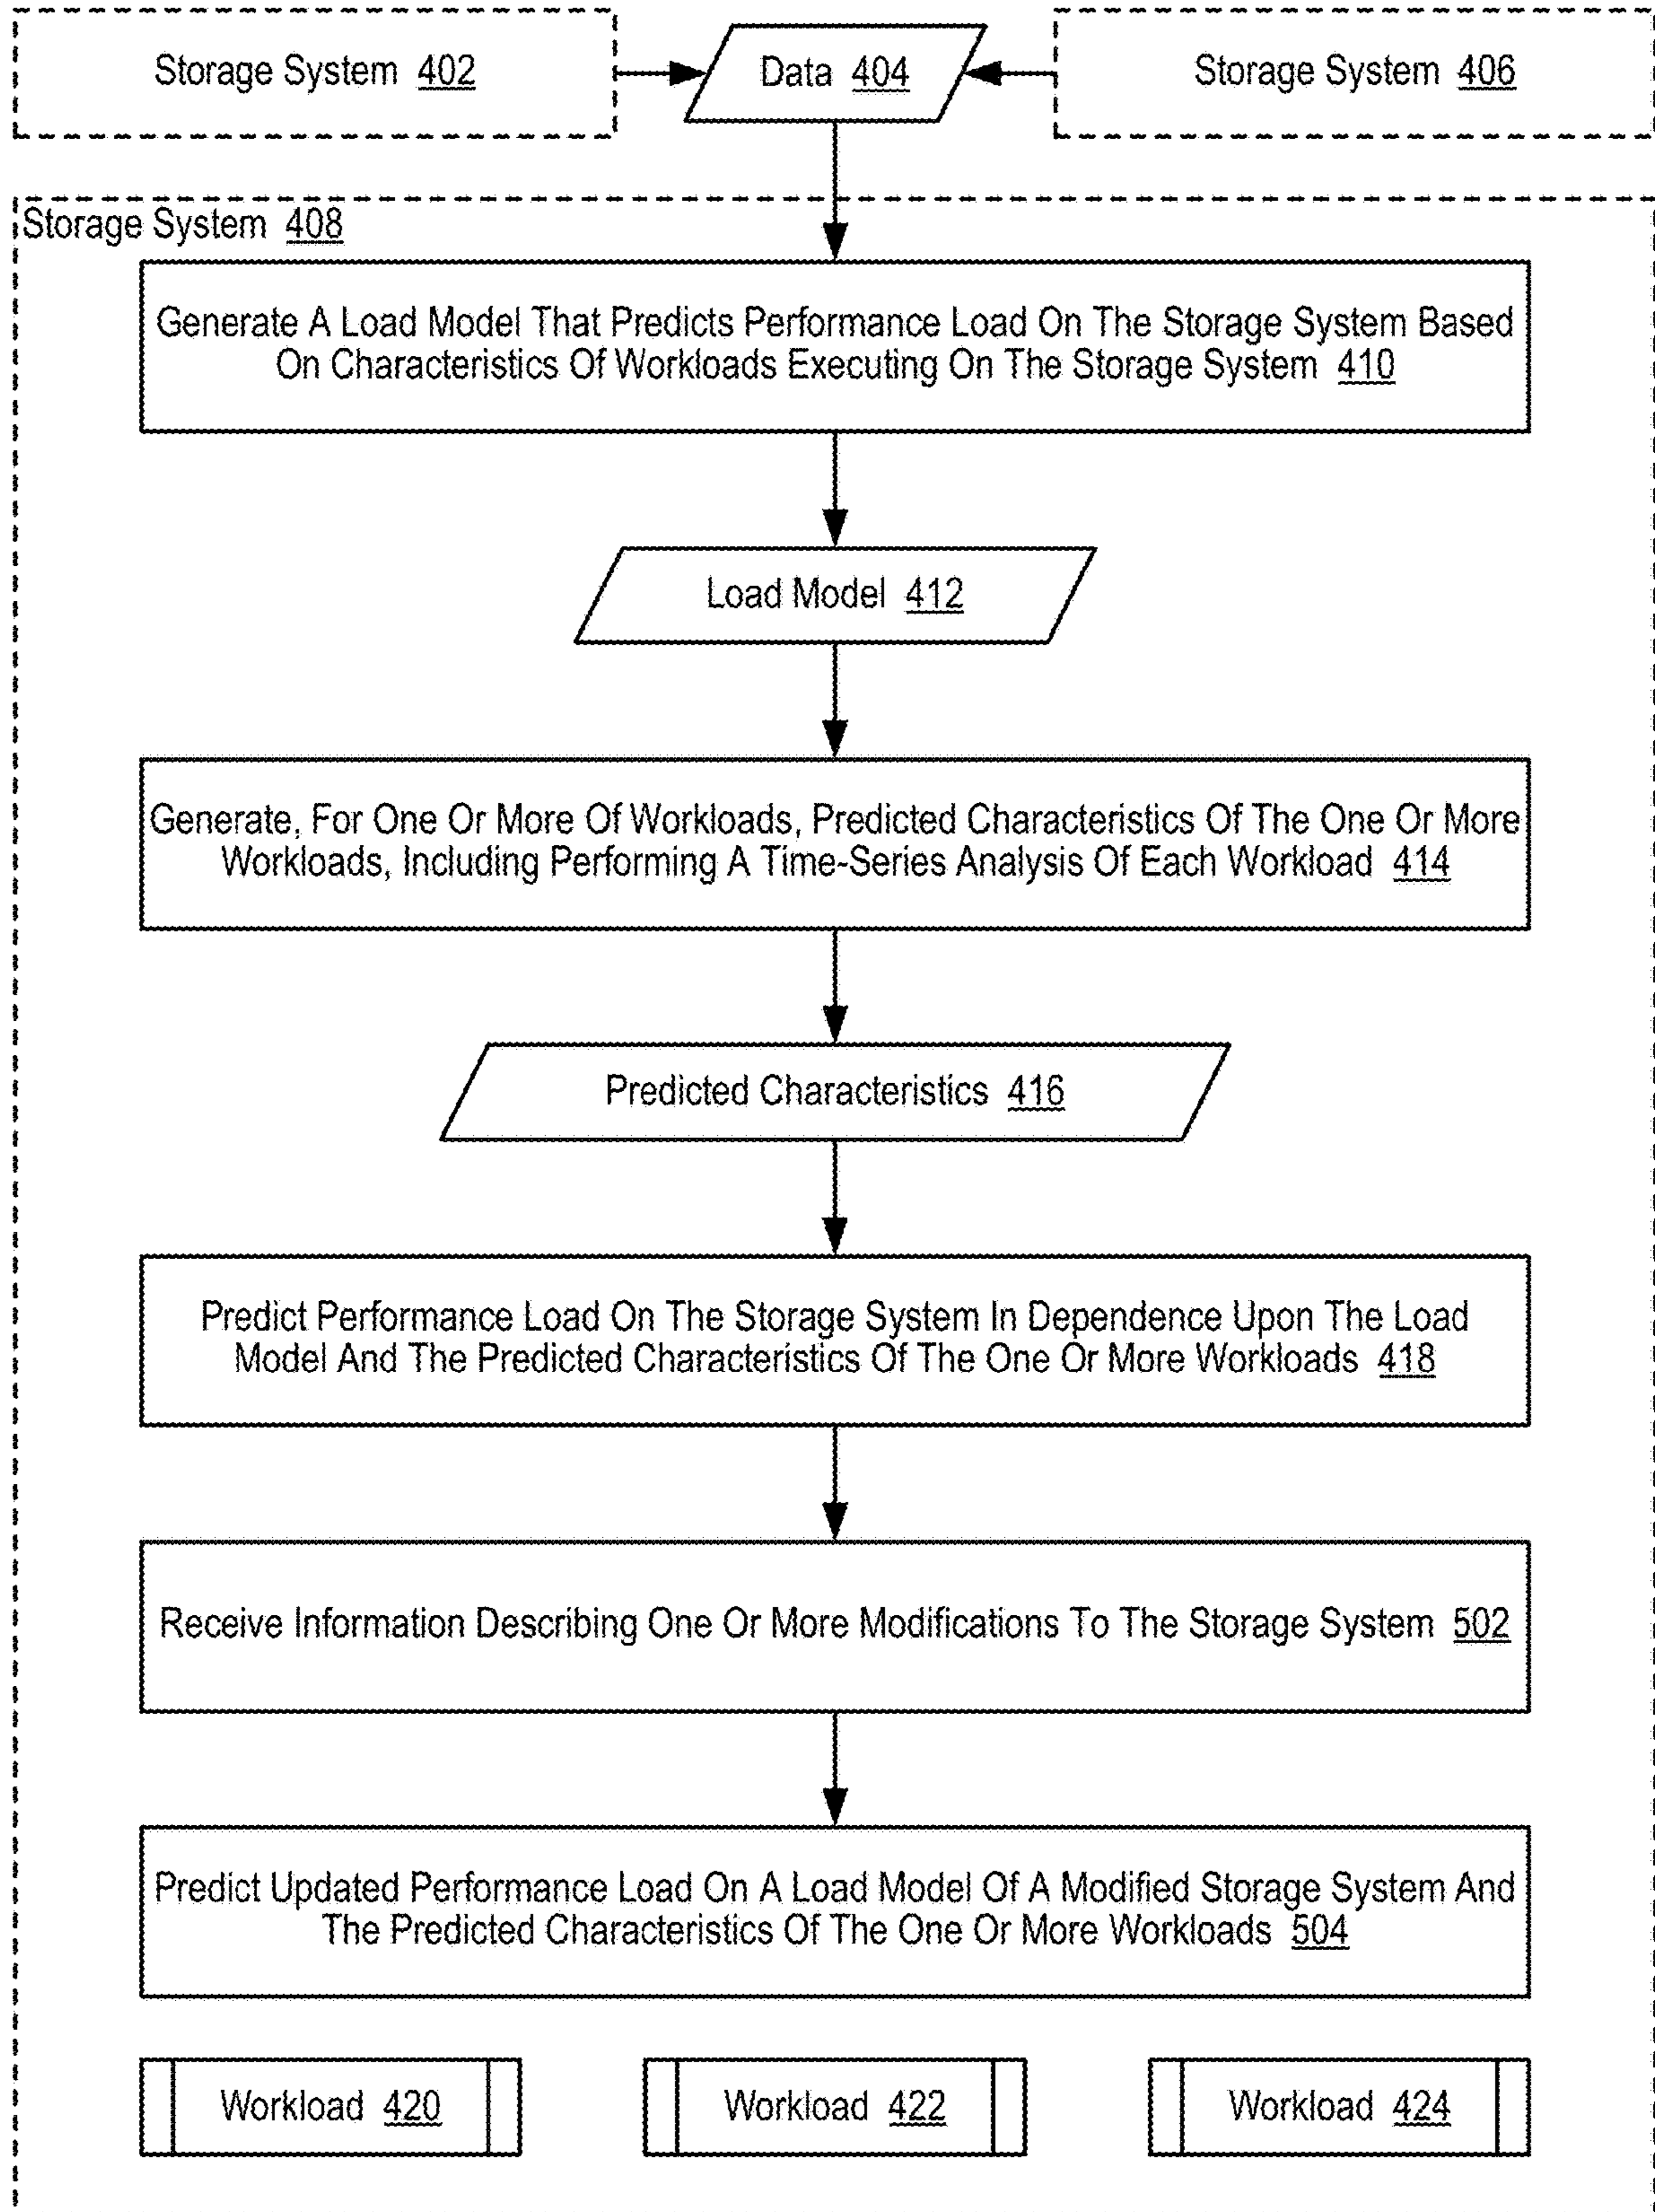 Storage System 402
Data 404
Storage System 406
Storage System 408
Generate A Load Model That Predicts Performance Load On The Storage System Based
On Characteristics Of Workloads Executing On The Storage System 410
Load Model 412
Generate, For One Or More Of Workloads, Predicted Characteristics Of The One Or More
Workloads, Including Performing A Time-Series Analysis Of Each Workload 414
Predicted Characteristics 416
Predict Performance Load On The Storage System In Dependence Upon The Load
Model And The Predicted Characteristics Of The One Or More Workloads 418
Receive Information Describing One Or More Modifications To The Storage System 502
Predict Updated Performance Load On A Load Model Of A Modified Storage System And
The Predicted Characteristics Of The One Or More Workloads 504
Workload 420
Workload 422
Workload 424